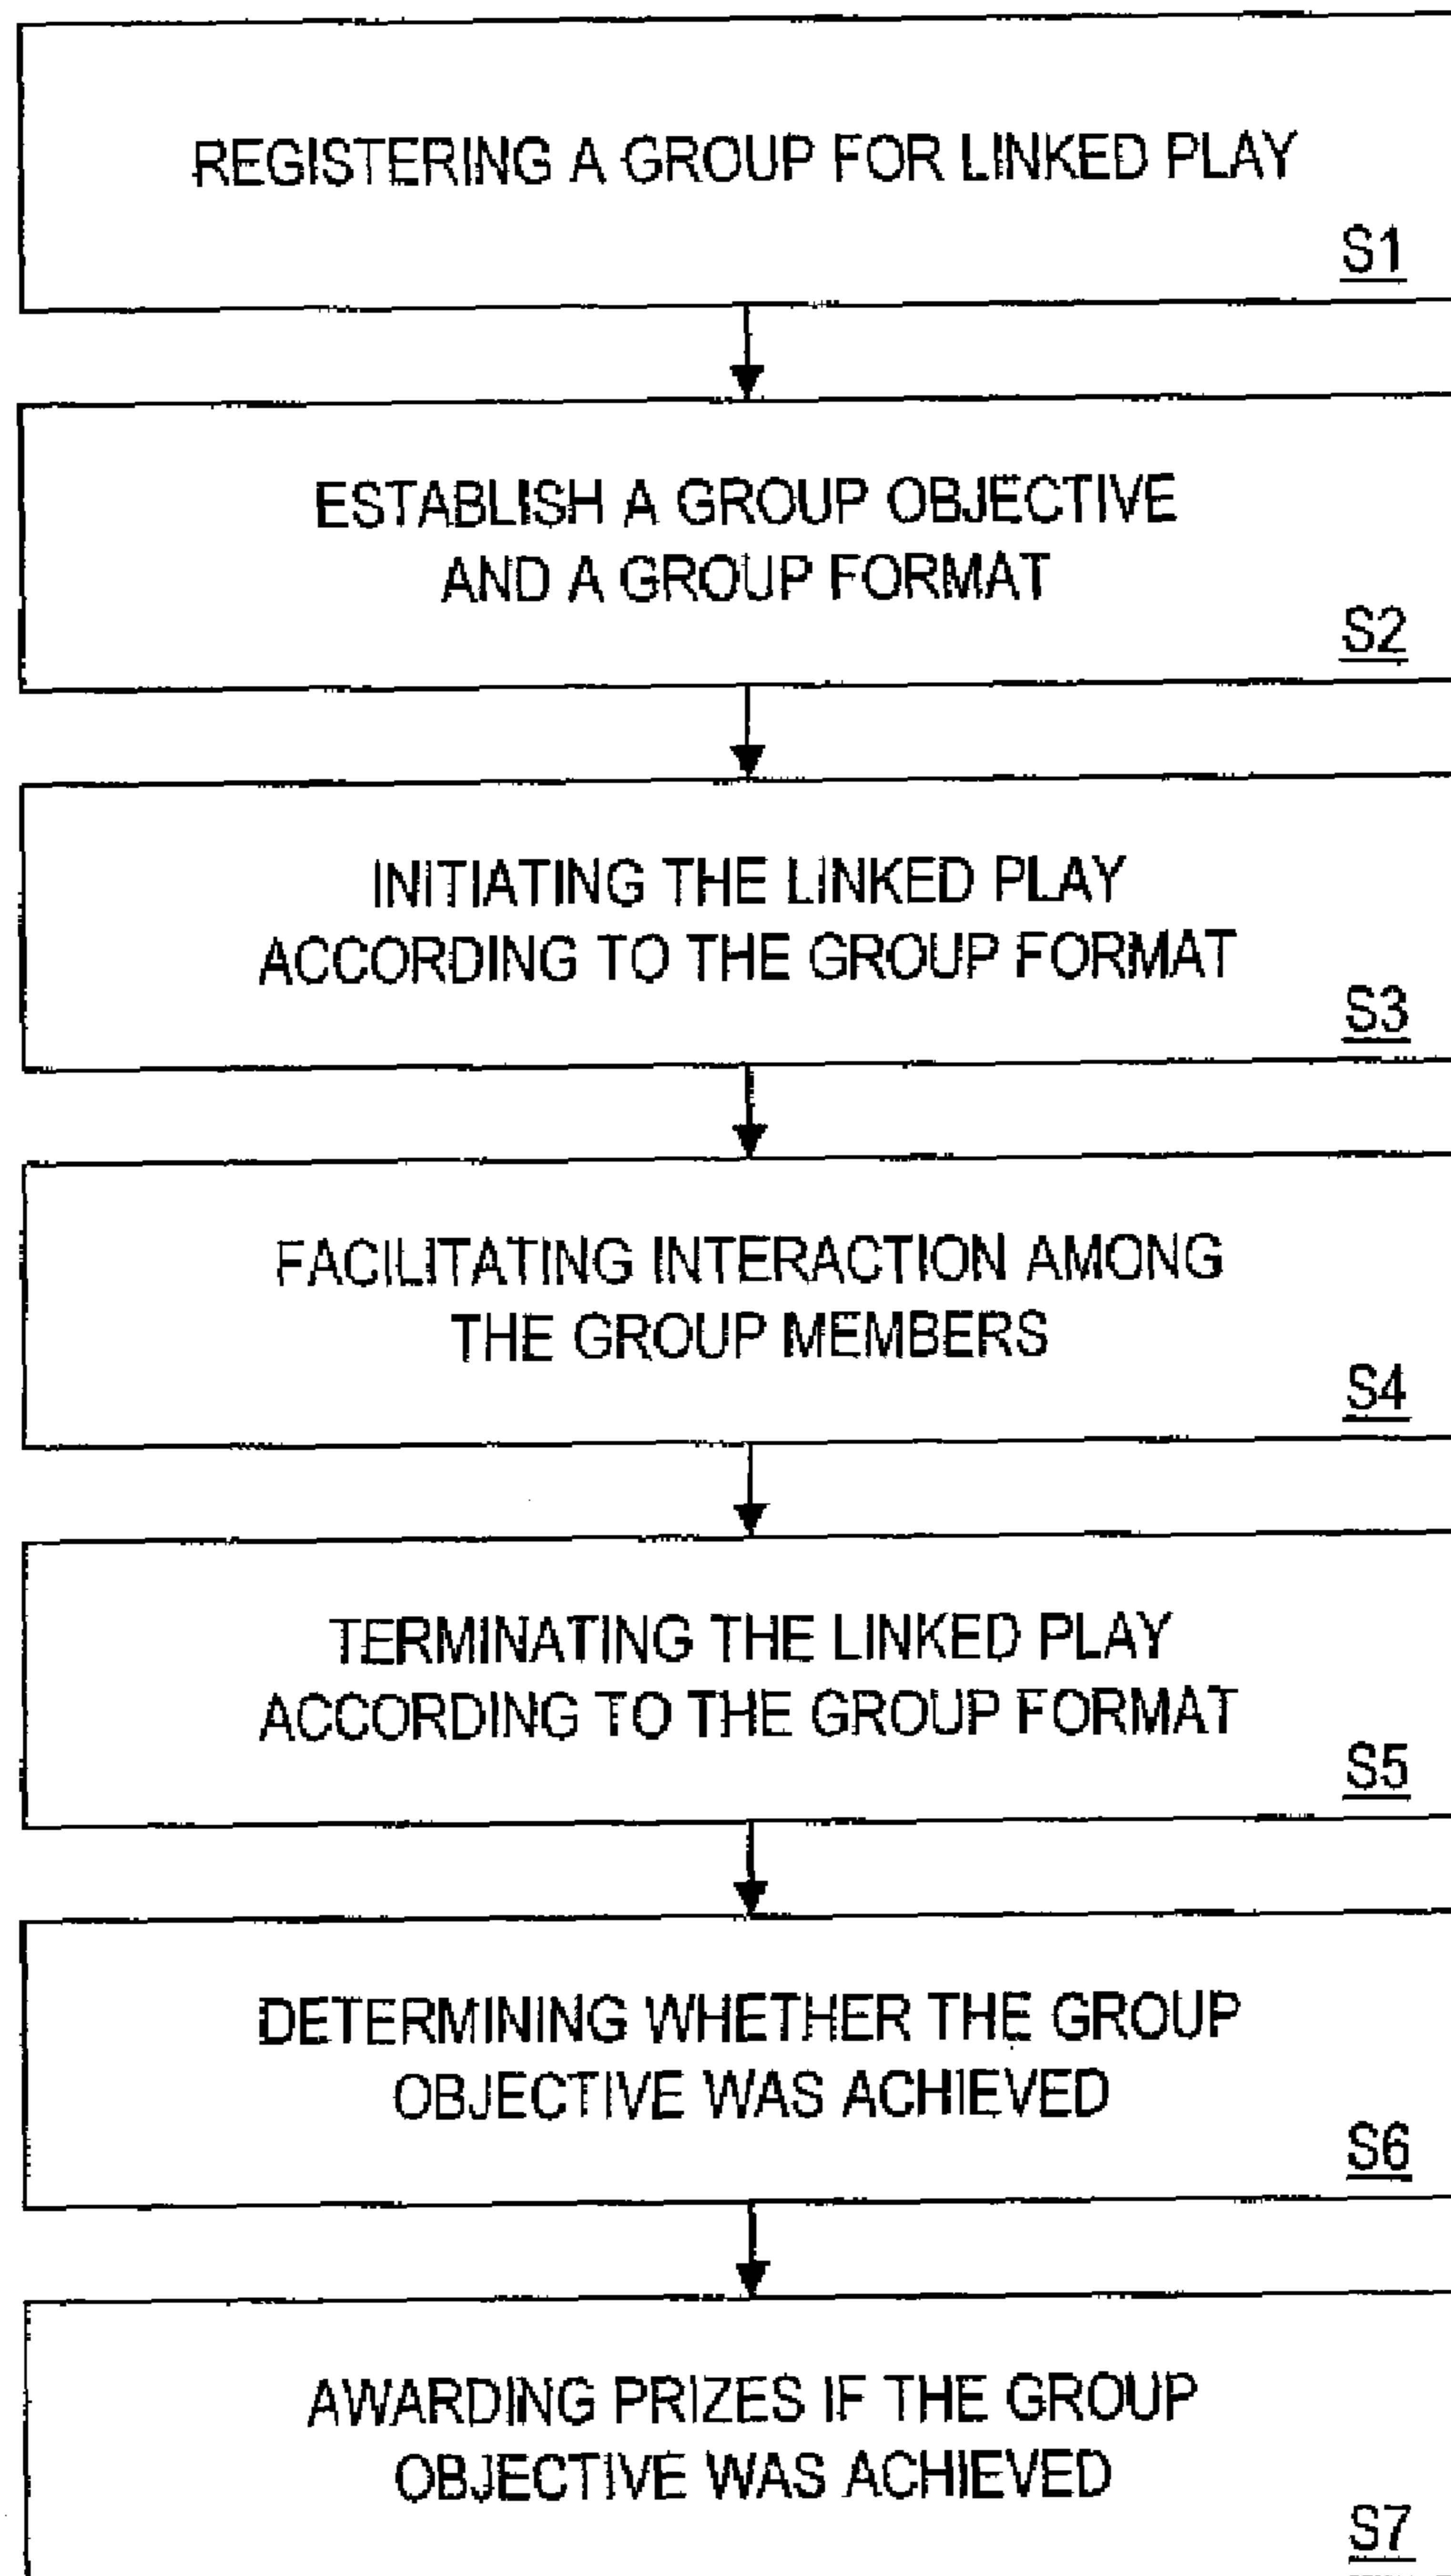 REGISTERING A GROUP FOR LINKED PLAY
S1
ESTABLISH A GROUP OBJECTIVE
AND A GROUP FORMAT
S2
INITIATING THE LINKED PLAY
ACCORDING TO THE GROUP FORMAT
S3
FACILITATING INTERACTION AMONG
THE GROUP MEMBERS
S4
TERMINATING THE LINKED PLAY
ACCORDING TO THE GROUP FORMAT
S5
DETERMINING WHETHER THE GROUP
OBJECTIVE WAS ACHIEVED
S6
AWARDING PRIZES IF THE GROUP
OBJECTIVE WAS ACHIEVED
S7